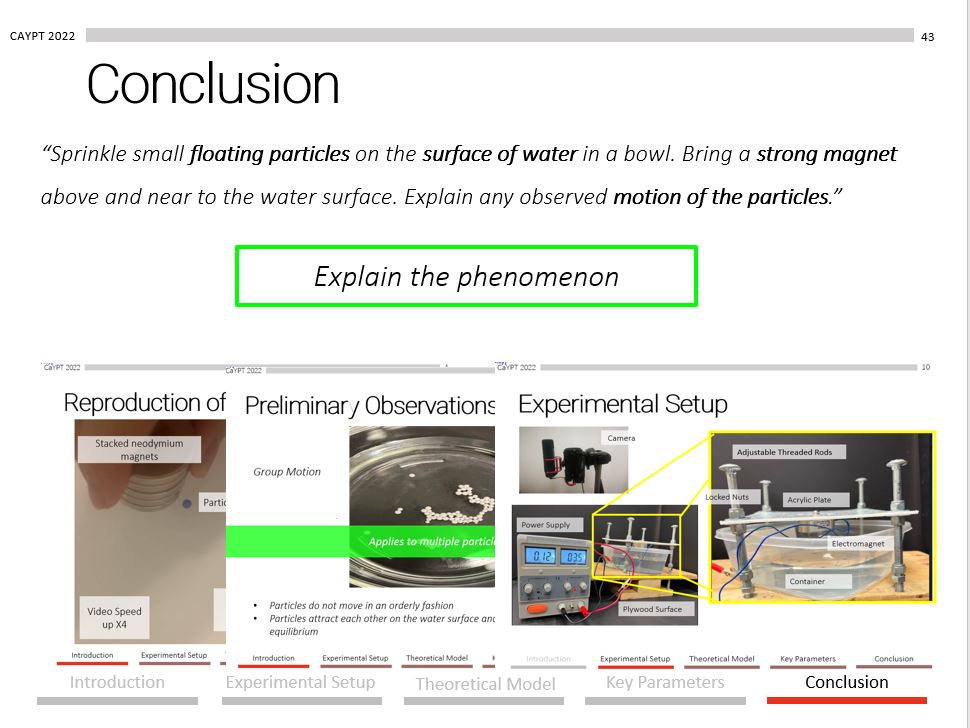 CAYPT 2022
43
Conclusion
“Sprinkle small floating particles on the surface of water in a bowl. Bring a strong magnet
above and near to the water surface. Explain any observed motion of the particles.”
Explain the phenomenon
CaYPT 2022
Reproduction of
Stacked neodymium
magnets
Video Speed
up X4
Introduction
Experimental Setup
CaYPT 2022
Preliminary Observations
Group Motion
Applies to multiple
• Particles do not move in an orderly fashion
• Particles attract each other on the water surface and
equilibrium
Introduction
Experimental Setup
Theoretical Model
CaYPT 2022
10
Experimental Setup
Camera
Adjustable Threaded Rods
Locked Nuts
Acrylic Plate
Power Supply
Electromagnet
Container
Plywood Surface
Introduction
Experimental Setup
Theoretical Model
Key Parameters
Conclusion
Introduction
Experimental Setup
Theoretical Model
Key Parameters
Conclusion